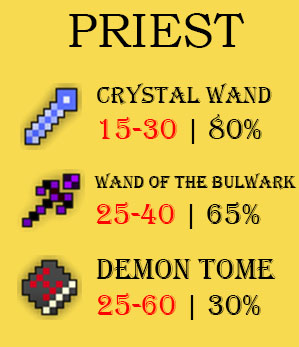 PRIEST
CRYSTAL WAND
15-30 | 80%
WAND OF THE BULWARK
25-40 | 65%
DEMON TOME
25-60 | 30%